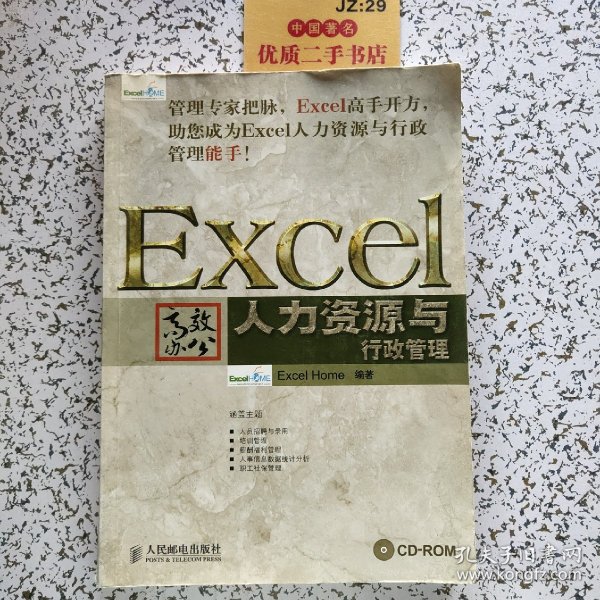 JZ:29
中国著名
优质二手书店
ExcelHOME
管理专家把脉，Excel高手开方，
助您成为Excel人力资源与行政
管理能手！
Excel
高效
办公
人力资源与
行政管理
ExcelHOME
Excel Home 编著
涵盖主题
■ 人员招聘与录用
■ 培训管理
■ 薪酬福利管理
■ 人事信息数据统计分析
■ 职工社保管理
人民邮电出版社
POSTS & TELECOM PRESS
CD-ROM
孔夫子旧书网
www.kongfz.com